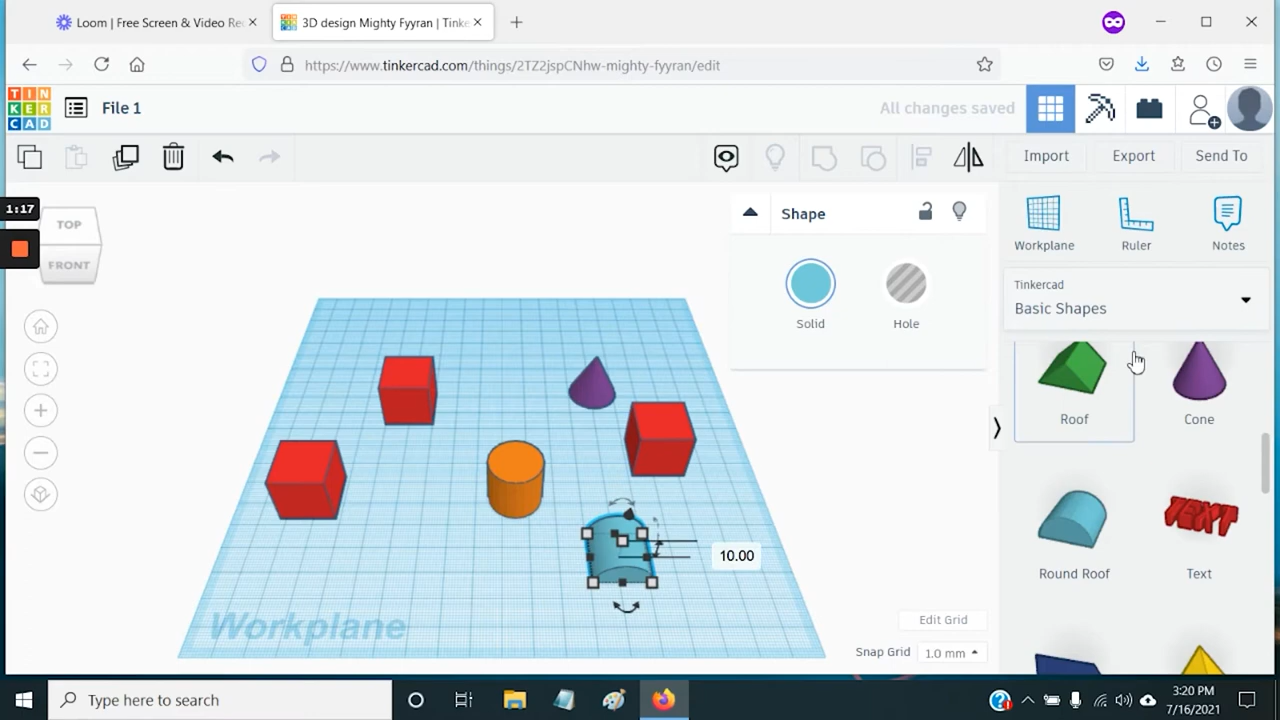 Loom | Free Screen & Video Re
3D design Mighty Fyyran | Tinke
https://www.tinkercad.com/things/2TZ2jspCNhw-mighty-fyyran/edit
TIN
KER
CAD
File 1
All changes saved
Import
Export
Send To
1:17
TOP
FRONT
Shape
Solid
Hole
Workplane
Ruler
Notes
Tinkercad
Basic Shapes
Roof
Cone
Round Roof
TEXT
Text
10.00
Workplane
Edit Grid
Snap Grid
1.0 mm
Type here to search
3:20 PM
7/16/2021